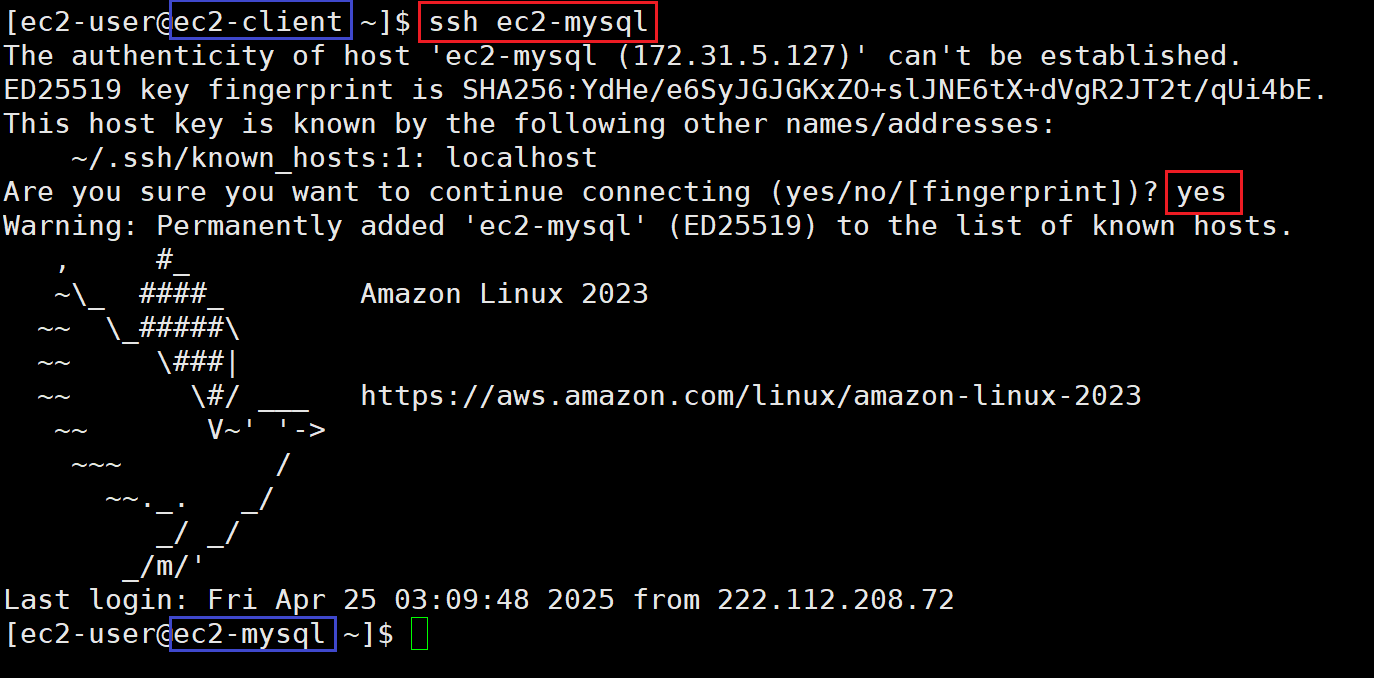 [ec2-user@ec2-client ~]$ ssh ec2-mysql
The authenticity of host 'ec2-mysql (172.31.5.127)' can't be established.
ED25519 key fingerprint is SHA256:YdHe/e6SyJGJGKxZO+slJNE6tX+dVgR2JT2t/qUi4bE.
This host key is known by the following other names/addresses:
    ~/.ssh/known_hosts:1: localhost
Are you sure you want to continue connecting (yes/no/[fingerprint])? yes
Warning: Permanently added 'ec2-mysql' (ED25519) to the list of known hosts.
   ,     #_
   ~\_  ####_        Amazon Linux 2023
  ~~  \_#####\
  ~~     \###|
  ~~       \#/ ___   https://aws.amazon.com/linux/amazon-linux-2023
   ~~       V~' '->
    ~~~         /
      ~~._.   _/
         _/ _/
       _/m/'
Last login: Fri Apr 25 03:09:48 2025 from 222.112.208.72
[ec2-user@ec2-mysql ~]$